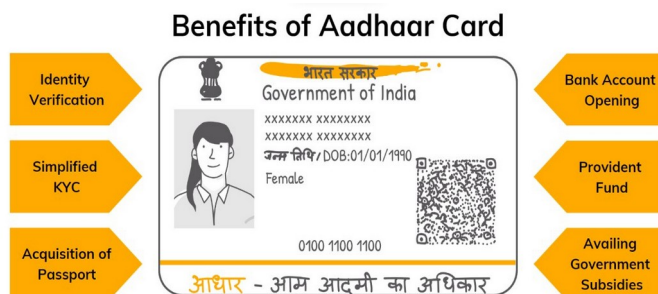 Benefits of Aadhaar Card
Identity
Verification
Simplified
KYC
Acquisition of
Passport
भारत सरकार
Government of India
XXXXXXX XXXXXXXX
XXXXXXX XXXXXXXX
जन्म तिथि/ DOB:01/01/1990
Female
0100 1100 1100
आधार - आम आदमी का अधिकार
Bank Account
Opening
Provident
Fund
Availing
Government
Subsidies